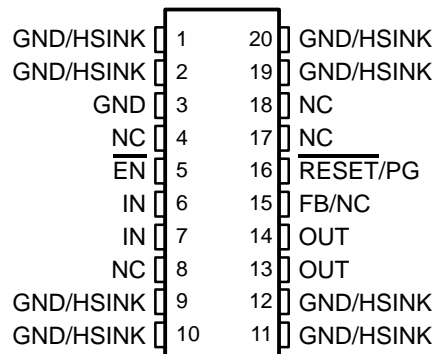 GND/HSINK 1 20 GND/HSINK
GND/HSINK 2 19 GND/HSINK
GND 3 18 NC
NC 4 17 NC
EN 5 16 RESET/PG
IN 6 15 FB/NC
IN 7 14 OUT
NC 8 13 OUT
GND/HSINK 9 12 GND/HSINK
GND/HSINK 10 11 GND/HSINK